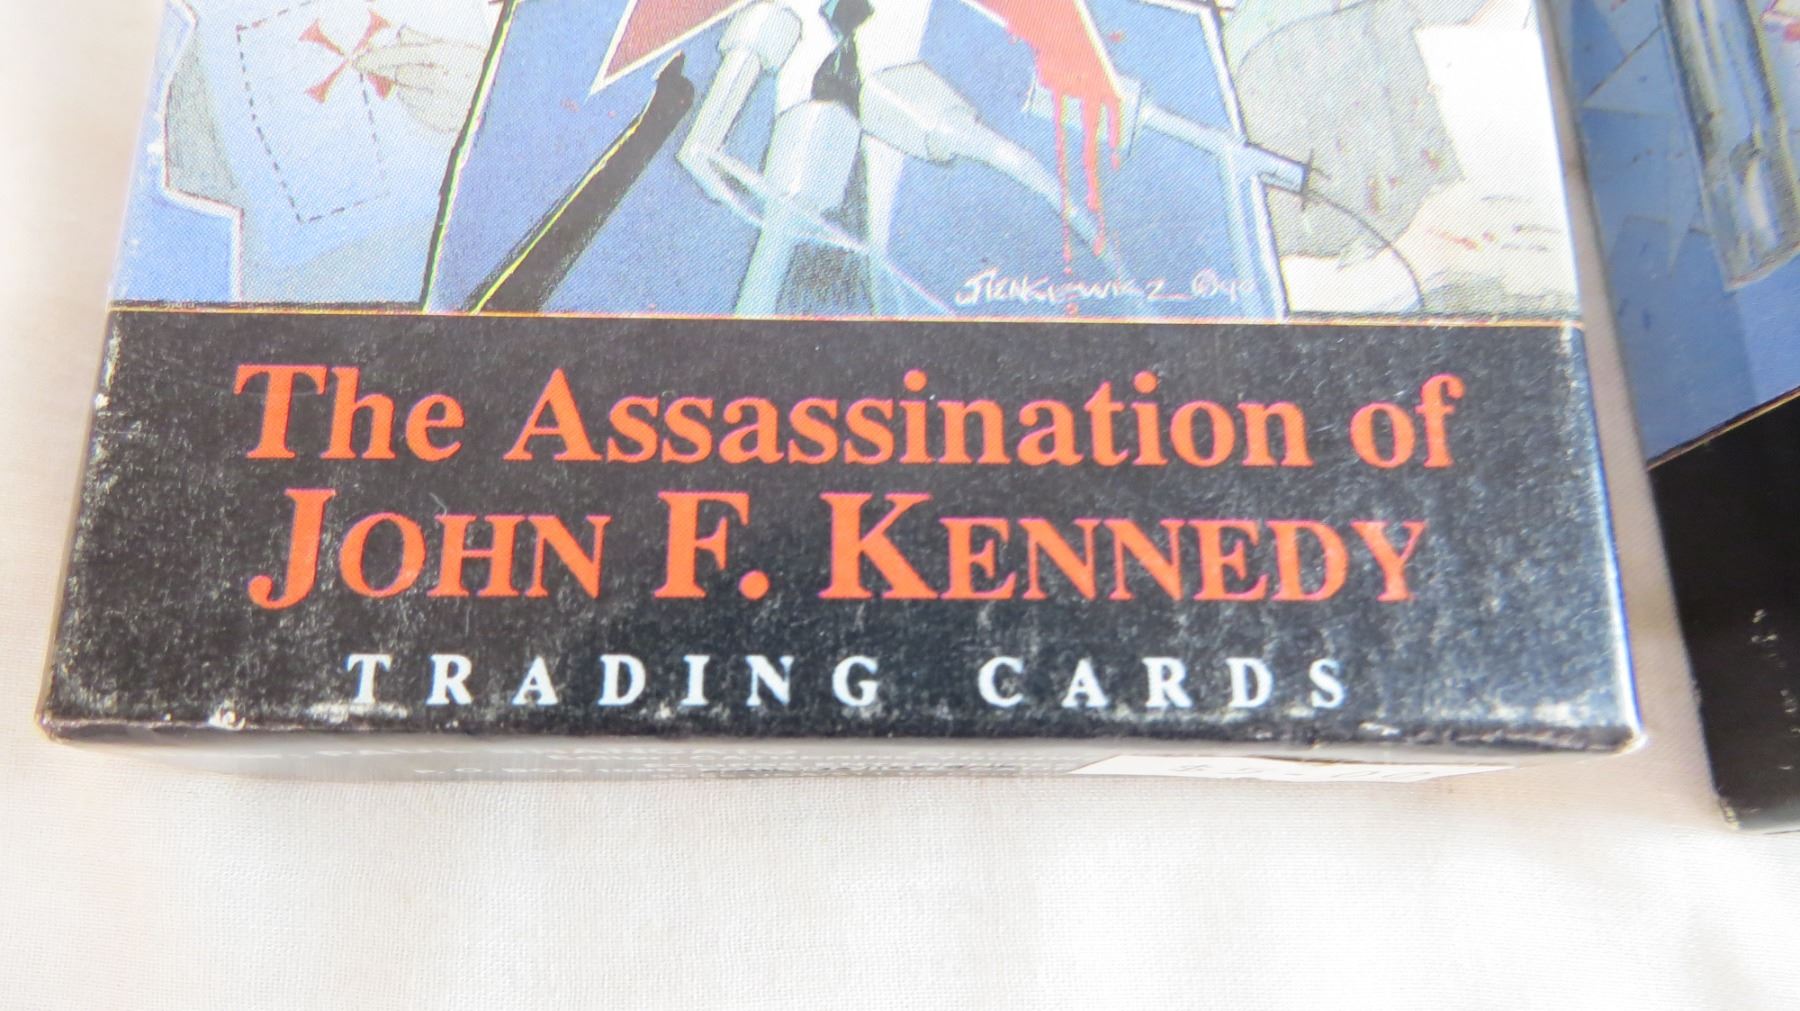 The Assassination of
JOHN F. KENNEDY
TRADING CARDS